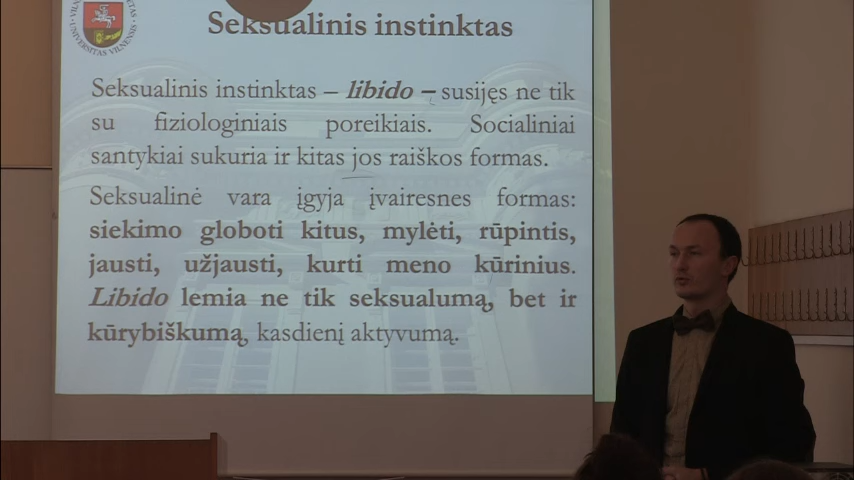 UNIVERSITAS VILNENSIS
Seksualinis instinktas
Seksualinis instinktas – libido – susijęs ne tik
su fiziologiniais poreikiais. Socialiniai
santykiai sukuria ir kitas jos raiškos formas.
Seksualinė vara įgyja įvairesnes formas:
siekimo globoti kitus, mylėti, rūpintis,
jausti, užjausti, kurti meno kūrinius.
Libido lemia ne tik seksualumą, bet ir
kūrybiškumą, kasdienį aktyvumą.